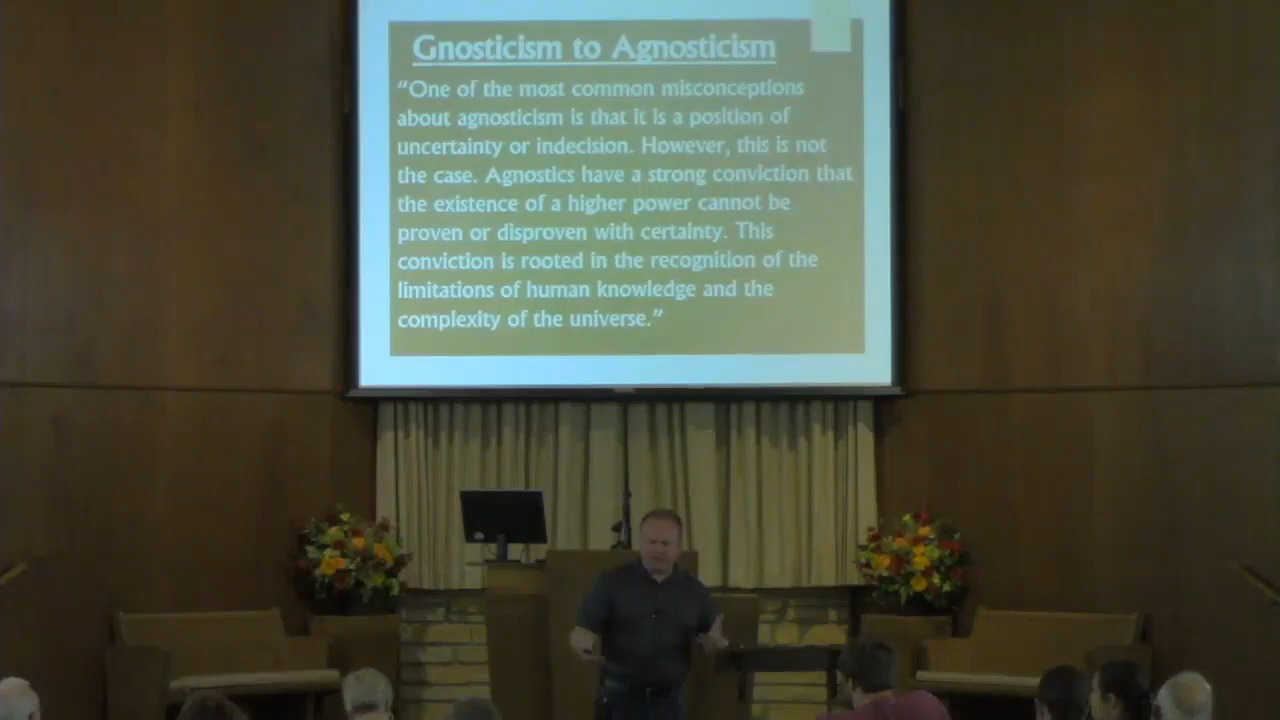 Gnosticism to Agnosticism
“One of the most common misconceptions
about agnosticism is that it is a position of
uncertainty or indecision. However, this is not
the case. Agnostics have a strong conviction that
the existence of a higher power cannot be
proven or disproven with certainty. This
conviction is rooted in the recognition of the
limitations of human knowledge and the
complexity of the universe.”